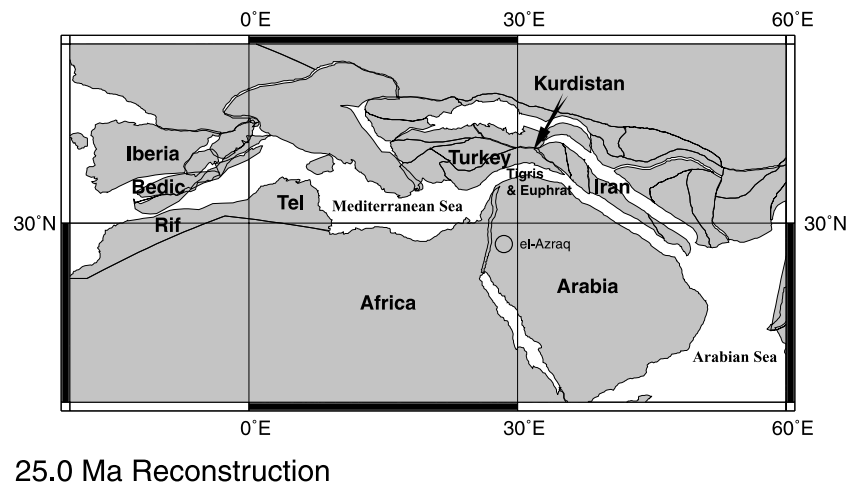 0˚E 30˚E 60˚E
Kurdistan
Iberia
Turkey
Bedic
Tigris
& Euphrat
Iran
Tel
Mediterranean Sea
Rif
30˚N 30˚N
el-Azraq
Africa
Arabia
Arabian Sea
0˚E 30˚E 60˚E
25.0 Ma Reconstruction